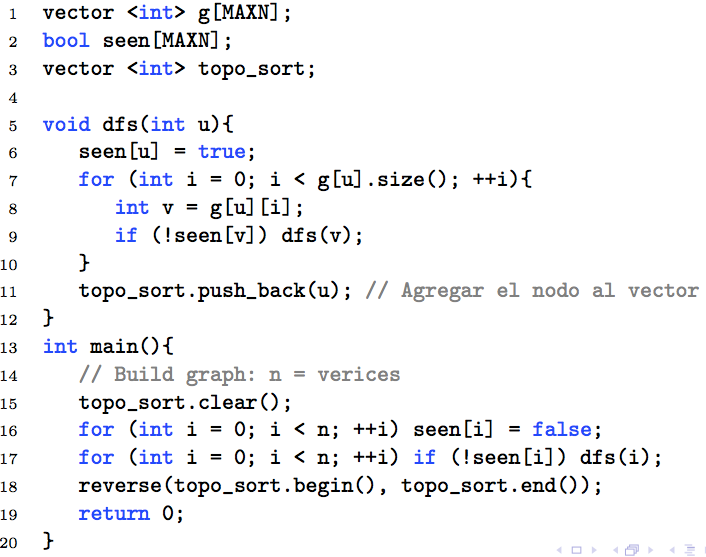 1 vector <int> g[MAXN];
2 bool seen[MAXN];
3 vector <int> topo_sort;
4
5 void dfs(int u){
6 seen[u] = true;
7 for (int i = 0; i < g[u].size(); ++i){
8 int v = g[u][i];
9 if (!seen[v]) dfs(v);
10 }
11 topo_sort.push_back(u); // Agregar el nodo al vector
12 }
13 int main(){
14 // Build graph: n = verices
15 topo_sort.clear();
16 for (int i = 0; i < n; ++i) seen[i] = false;
17 for (int i = 0; i < n; ++i) if (!seen[i]) dfs(i);
18 reverse(topo_sort.begin(), topo_sort.end());
19 return 0;
20 }